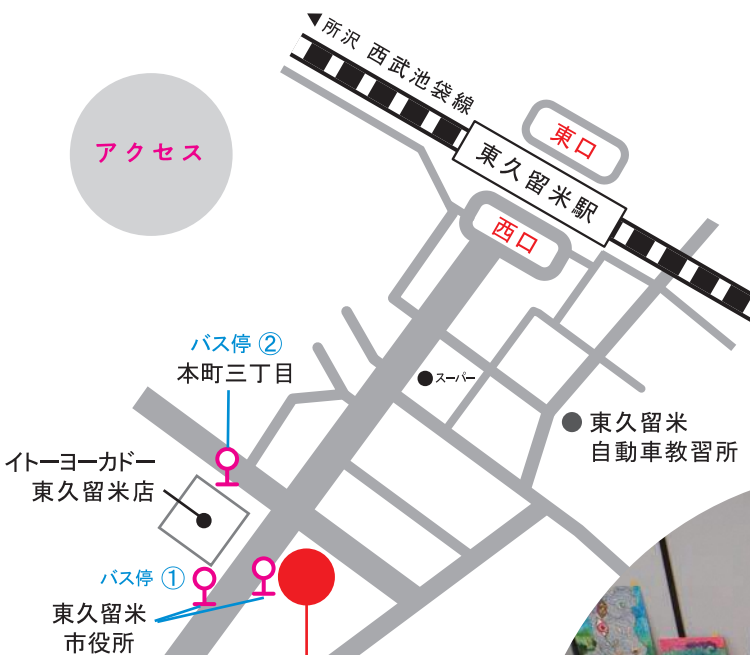 所沢 西武池袋線
東口
東久留米駅
西口
アクセス
バス停 ②
本町三丁目
スーパー
東久留米
自動車教習所
イトーヨーカドー
東久留米店
バス停 ①
東久留米
市役所